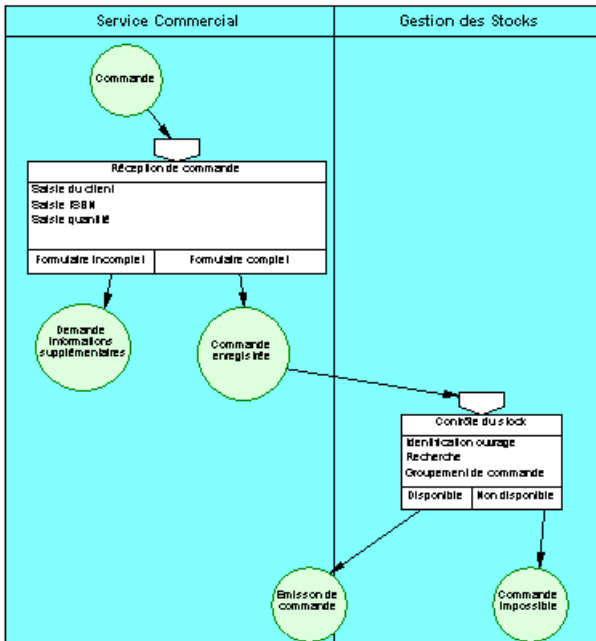 Service Commercial
Gestion des Stocks
Commande
Réception de commande
Saisie du client
Saisie ISBN
Saisie quantité
Formulaire incomplet
Formulaire complet
Demande
informations
supplémentaires
Commande
enregistrée
Contrôle du stock
Identification ouvrage
Recherche
Groupement de commande
Disponible
Non disponible
Emisson de
commande
Commande
impossible